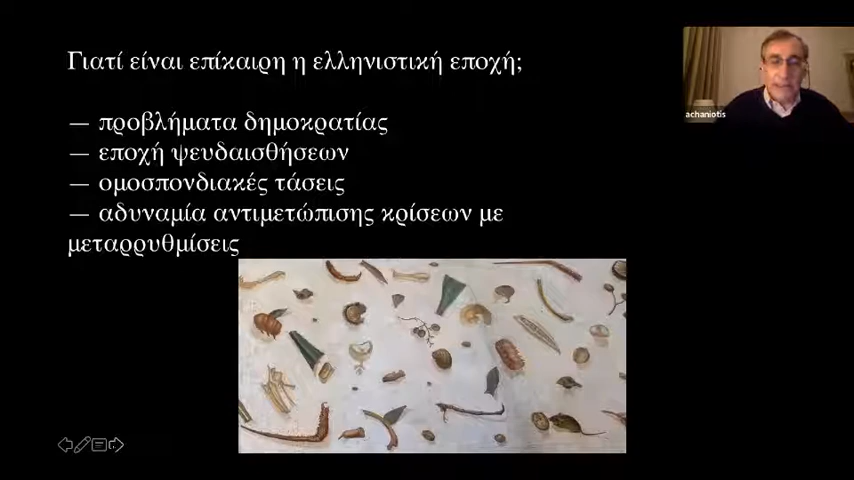 Γιατί είναι επίκαιρη η ελληνιστική εποχή;
— προβλήματα δημοκρατίας
— εποχή ψευδαισθήσεων
— ομοσπονδιακές τάσεις
— αδυναμία αντιμετώπισης κρίσεων με
μεταρρυθμίσεις
achaniotis